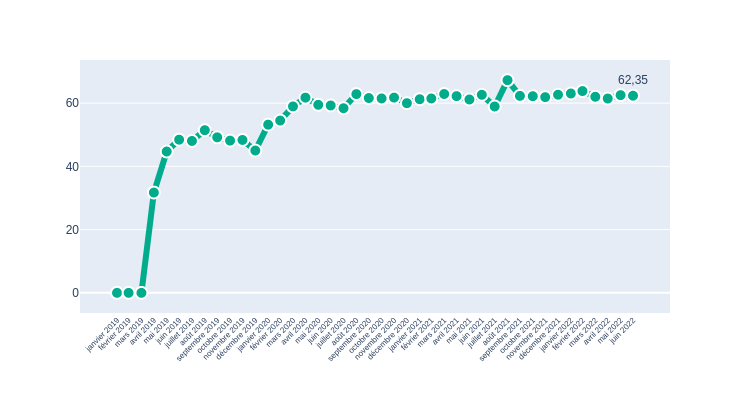 62,35
60
40
20
0
janvier 2019
février 2019
mars 2019
avril 2019
mai 2019
juin 2019
juillet 2019
août 2019
septembre 2019
octobre 2019
novembre 2019
décembre 2019
janvier 2020
février 2020
mars 2020
avril 2020
mai 2020
juin 2020
juillet 2020
août 2020
septembre 2020
octobre 2020
novembre 2020
décembre 2020
janvier 2021
février 2021
mars 2021
avril 2021
mai 2021
juin 2021
juillet 2021
août 2021
septembre 2021
octobre 2021
novembre 2021
décembre 2021
janvier 2022
février 2022
mars 2022
avril 2022
mai 2022
juin 2022